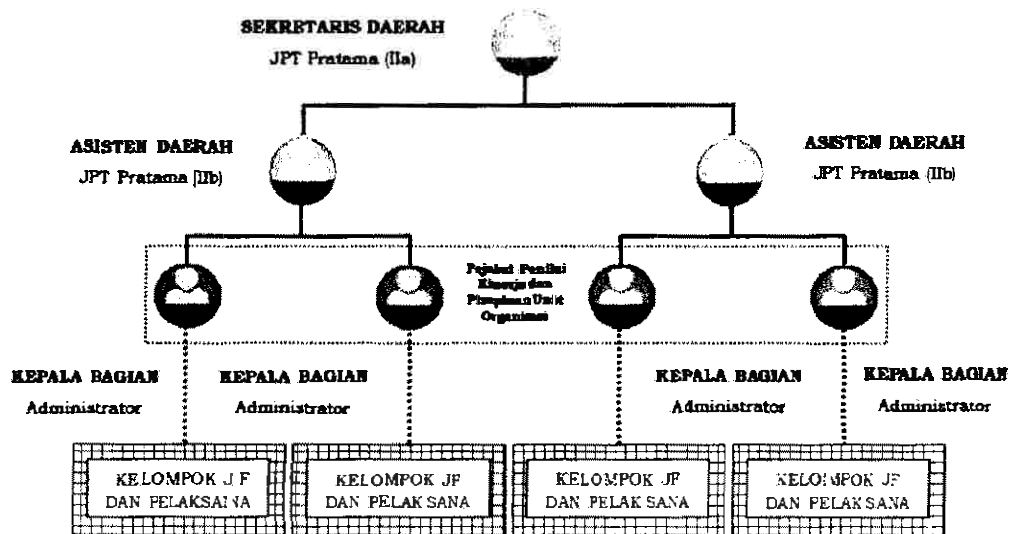 SEKRETARIS DAERAH
JPT Pratama (IIa)
ASISTEN DAERAH
JPT Pratama (IIb)
ASISTEN DAERAH
JPT Pratama (IIb)
Pejabat Penilai
Kinerja dan
Pimpinan Unit
Organisasi
KEPALA BAGIAN
Administrator
KEPALA BAGIAN
Administrator
KEPALA BAGIAN
Administrator
KEPALA BAGIAN
Administrator
KELOMPOK JF
DAN PELAKSANA
KELOMPOK JF
DAN PELAKSANA
KELOMPOK JF
DAN PELAKSANA
KELOMPOK JF
DAN PELAKSANA